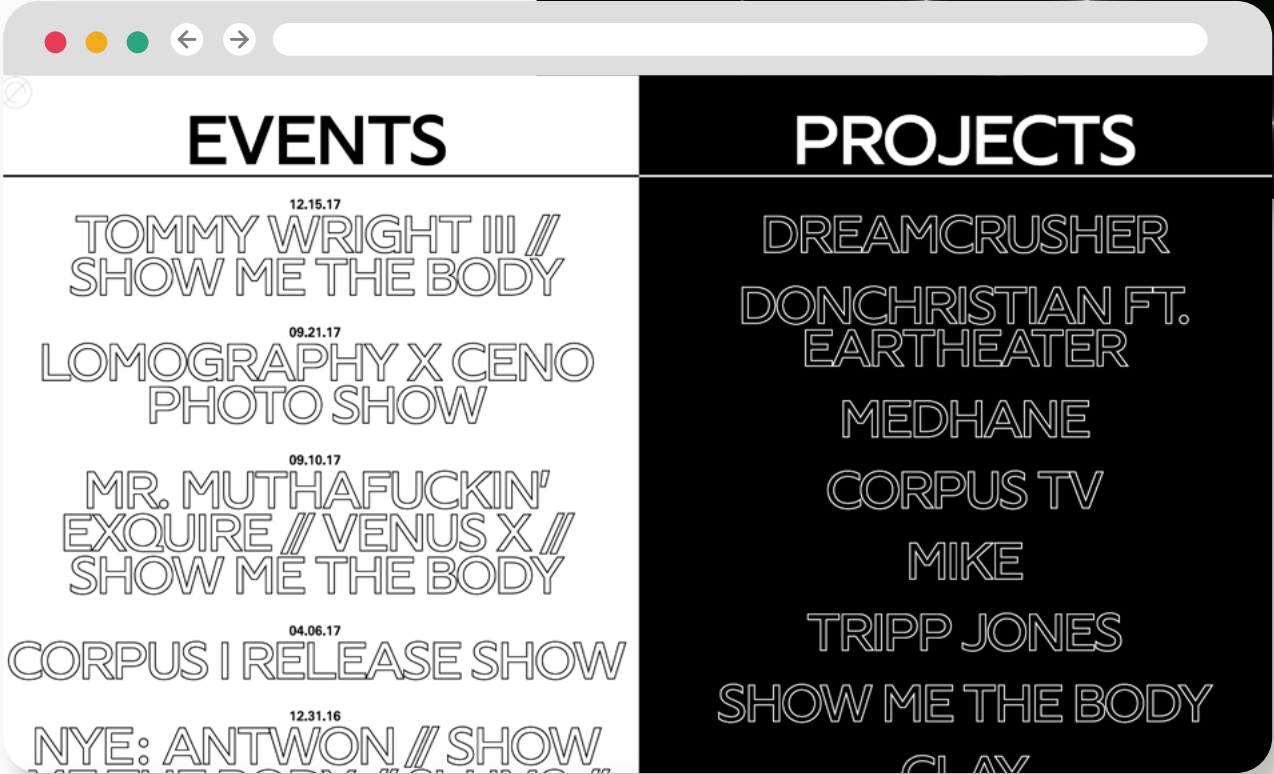 EVENTS
12.15.17
TOMMY WRIGHT III //
SHOW ME THE BODY
09.21.17
LOMOGRAPHY X CENO
PHOTO SHOW
09.10.17
MR. MUTHAFUCKIN'
EXQUIRE // VENUS X //
SHOW ME THE BODY
04.06.17
CORPUS I RELEASE SHOW
12.31.16
NYE: ANTWON // SHOW
PROJECTS
DREAMCRUSHER
DONCHRISTIAN FT.
EARTHEATER
MEDHANE
CORPUS TV
MIKE
TRIPP JONES
SHOW ME THE BODY
CLAY